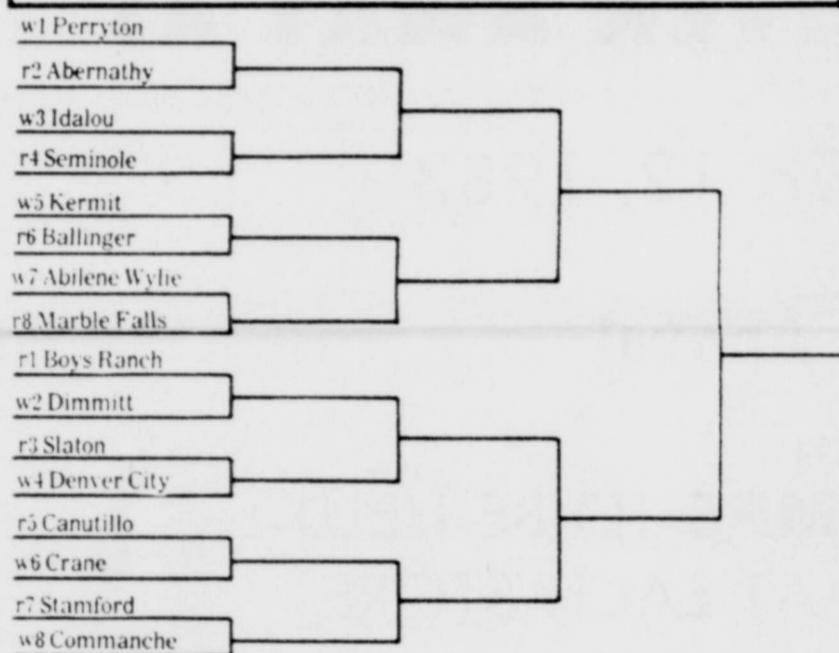 w1 Perryton
r2 Abernathy
w3 Idalou
r4 Seminole
w5 Kermit
r6 Ballinger
w7 Abilene Wylie
r8 Marble Falls
r1 Boys Ranch
w2 Dimmitt
r3 Slaton
w4 Denver City
r5 Canutillo
w6 Crane
r7 Stamford
w8 Commanche